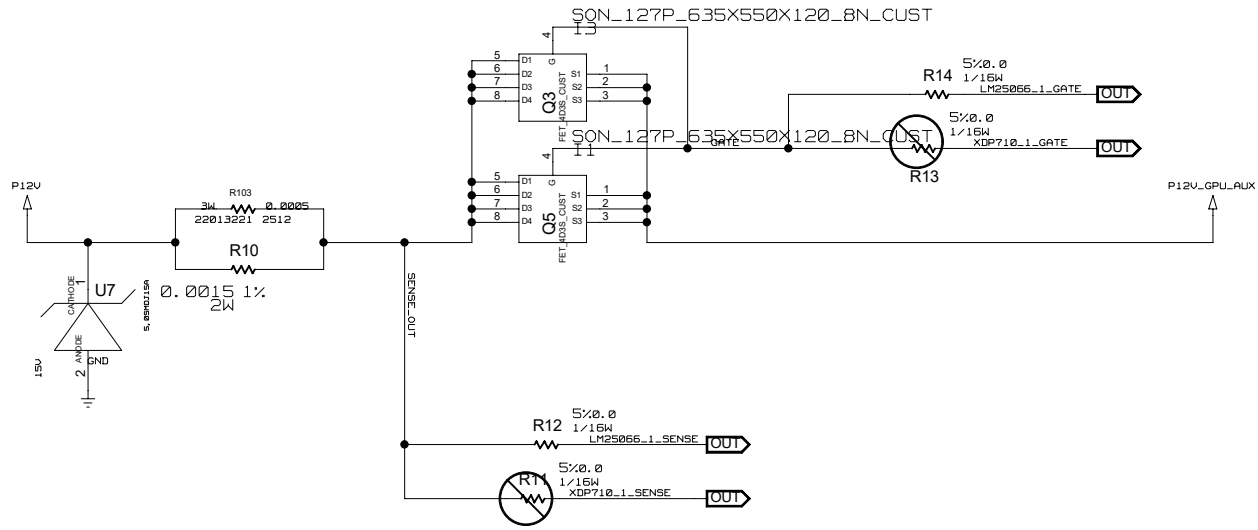 SON_127P_635X550X120_8N_CUST
I3
4
G
5 D1
6 D2
7 D3
8 D4
S1 1
S2 2
S3 3
Q3
FET_4D3S_CUST
5%0.0
R14
1/16W
LM25066_1_GATE
OUT
SON_127P_635X550X120_8N_CUST
I1
4
G
GATE
5%0.0
1/16W
XDP710_1_GATE
OUT
R13
5 D1
6 D2
7 D3
8 D4
S1 1
S2 2
S3 3
Q5
FET_4D3S_CUST
P12V
P12V_GPU_AUX
R103
3W 0.0005
22013221 2512
R10
0.0015 1%
2W
SENSE_OUT
U7
CATHODE
1
ANODE
2
GND
15V
5%0.0
R12
1/16W
LM25066_1_SENSE
OUT
5%0.0
R11
1/16W
XDP710_1_SENSE
OUT